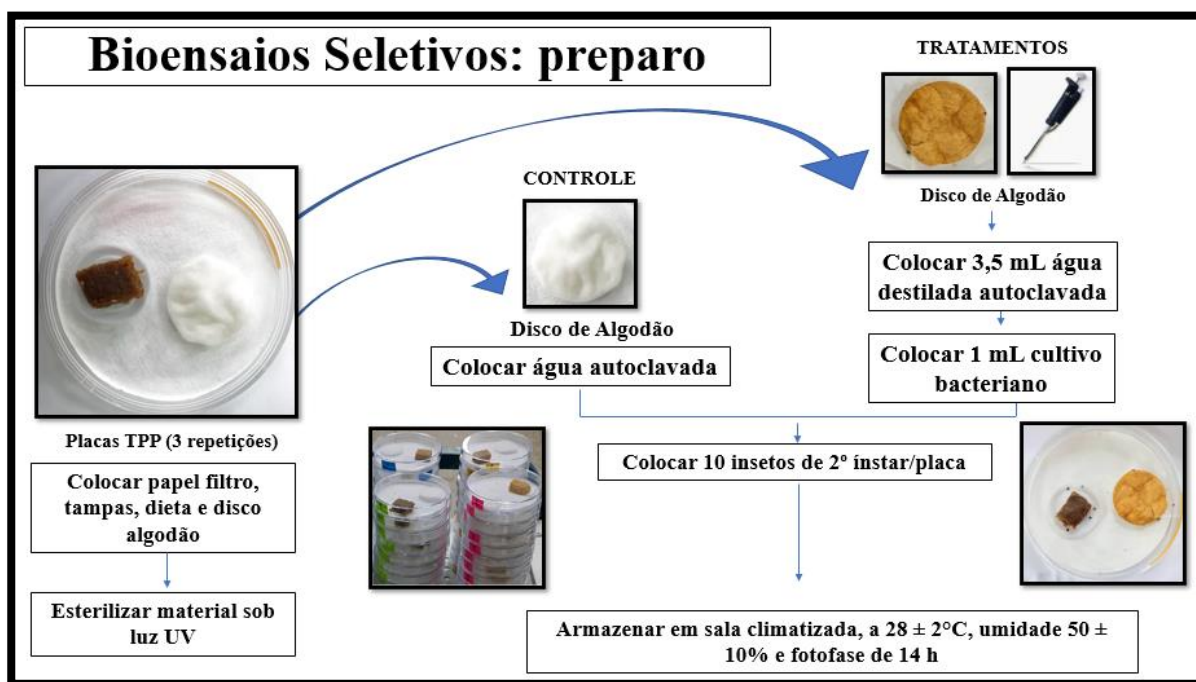 Bioensaios Seletivos: preparo
TRATAMENTOS
Disco de Algodão
Colocar 3,5 mL água
destilada autoclavada
Colocar 1 mL cultivo
bacteriano
CONTROLE
Disco de Algodão
Colocar água autoclavada
Placas TPP (3 repetições)
Colocar papel filtro,
tampas, dieta e disco
algodão
Esterilizar material sob
luz UV
Colocar 10 insetos de 2º ínstar/placa
Armazenar em sala climatizada, a 28 ± 2°C, umidade 50 ±
10% e fotofase de 14 h